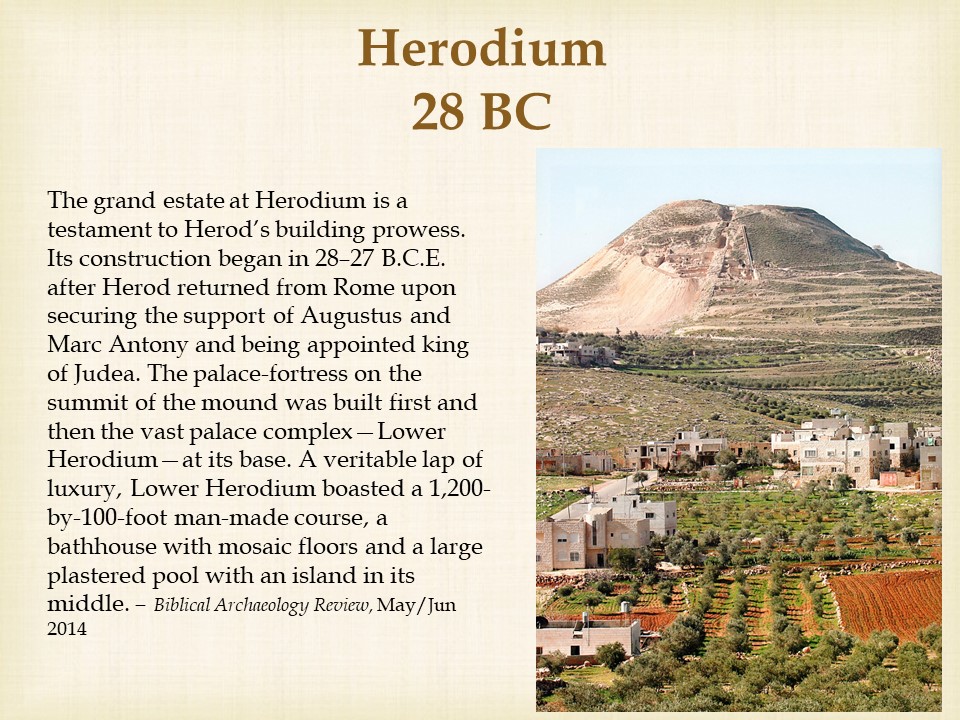 Herodium
28 BC
The grand estate at Herodium is a
testament to Herod’s building prowess.
Its construction began in 28–27 B.C.E.
after Herod returned from Rome upon
securing the support of Augustus and
Marc Antony and being appointed king
of Judea. The palace-fortress on the
summit of the mound was built first and
then the vast palace complex—Lower
Herodium—at its base. A veritable lap of
luxury, Lower Herodium boasted a 1,200-
by-100-foot man-made course, a
bathhouse with mosaic floors and a large
plastered pool with an island in its
middle. – Biblical Archaeology Review, May/Jun
2014